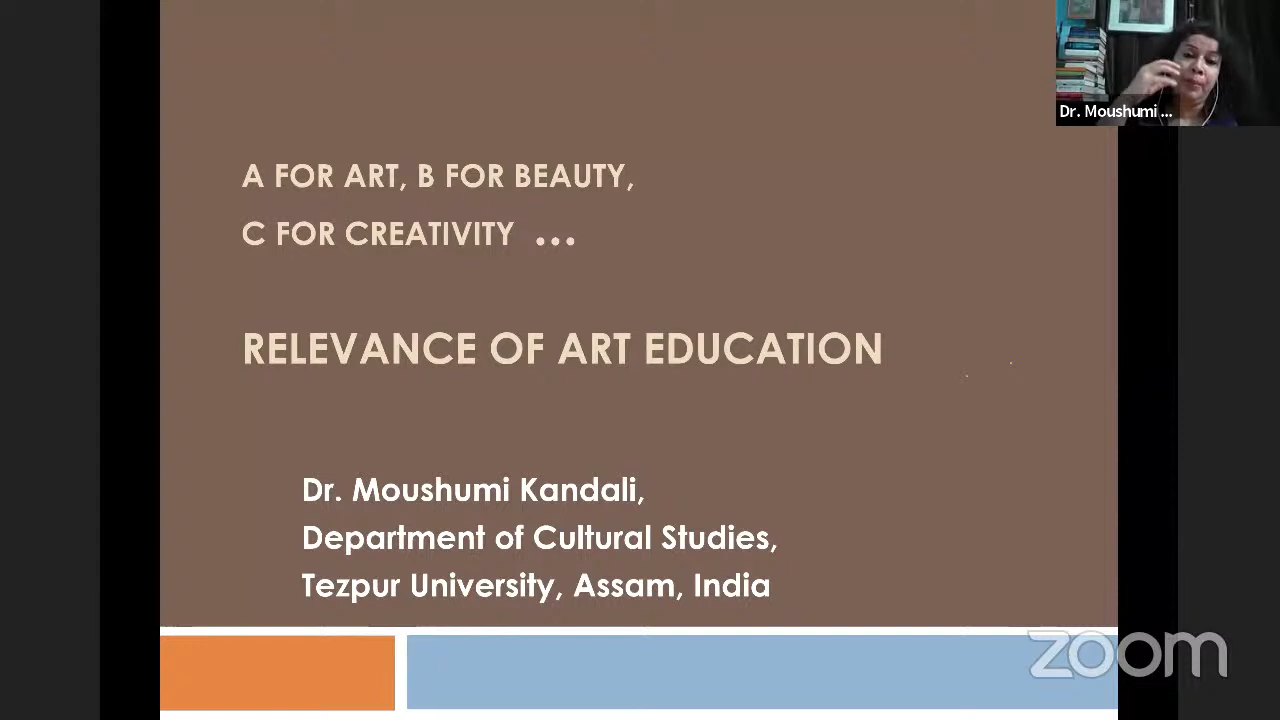 Dr. Moushumi ...
A FOR ART, B FOR BEAUTY,
C FOR CREATIVITY ...
RELEVANCE OF ART EDUCATION
Dr. Moushumi Kandali,
Department of Cultural Studies,
Tezpur University, Assam, India
zoom